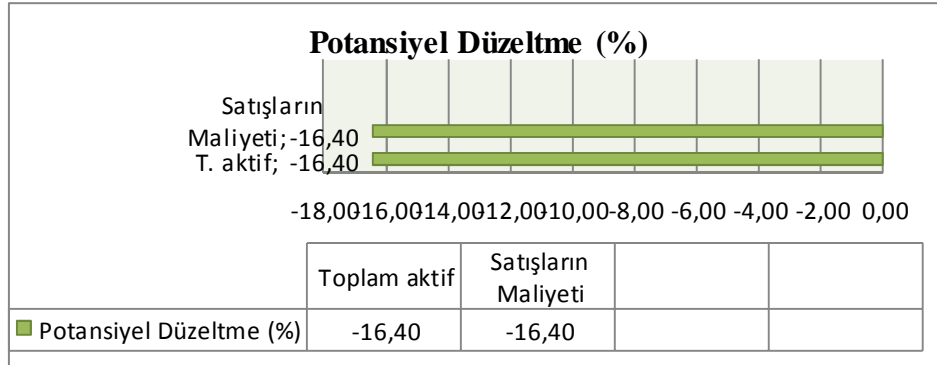 Potansiyel Düzeltme (%)
Satışların
Maliyeti; -16,40
T. aktif; -16,40
-18,00 -16,00 -14,00 -12,00 -10,00 -8,00 -6,00 -4,00 -2,00 0,00
Toplam aktif
Satışların
Maliyeti
Potansiyel Düzeltme (%) -16,40 -16,40